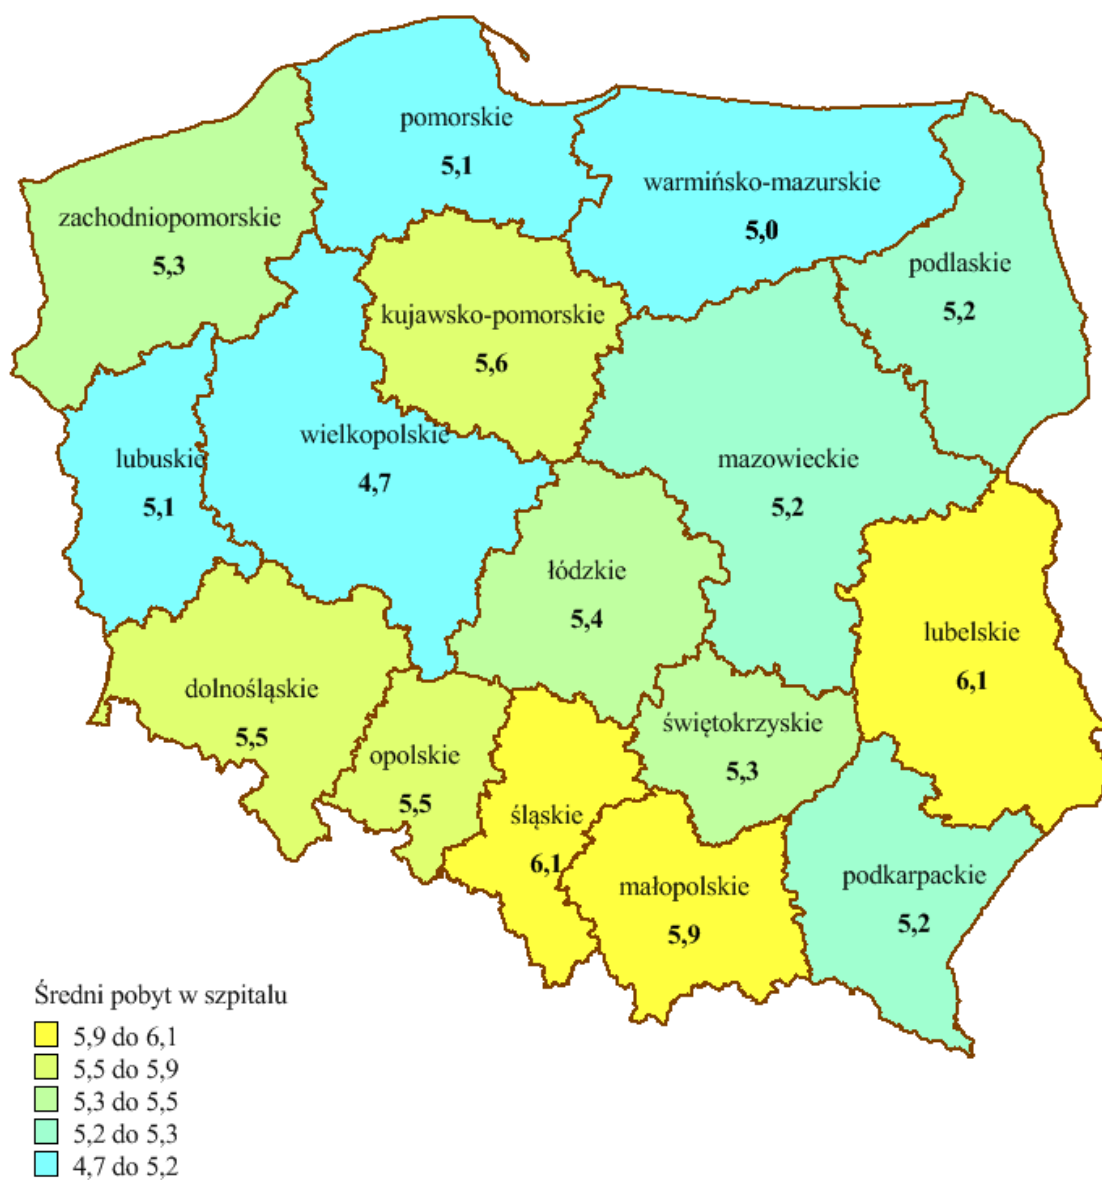 pomorskie
5,1
warmińsko-mazurskie
5,0
zachodniopomorskie
5,3
podlaskie
5,2
kujawsko-pomorskie
5,6
wielkopolskie
4,7
lubuskie
5,1
mazowieckie
5,2
łódzkie
5,4
lubelskie
6,1
dolnośląskie
5,5
świętokrzyskie
5,3
opolskie
5,5
śląskie
6,1
małopolskie
5,9
podkarpackie
5,2
Średni pobyt w szpitalu
5,9 do 6,1
5,5 do 5,9
5,3 do 5,5
5,2 do 5,3
4,7 do 5,2